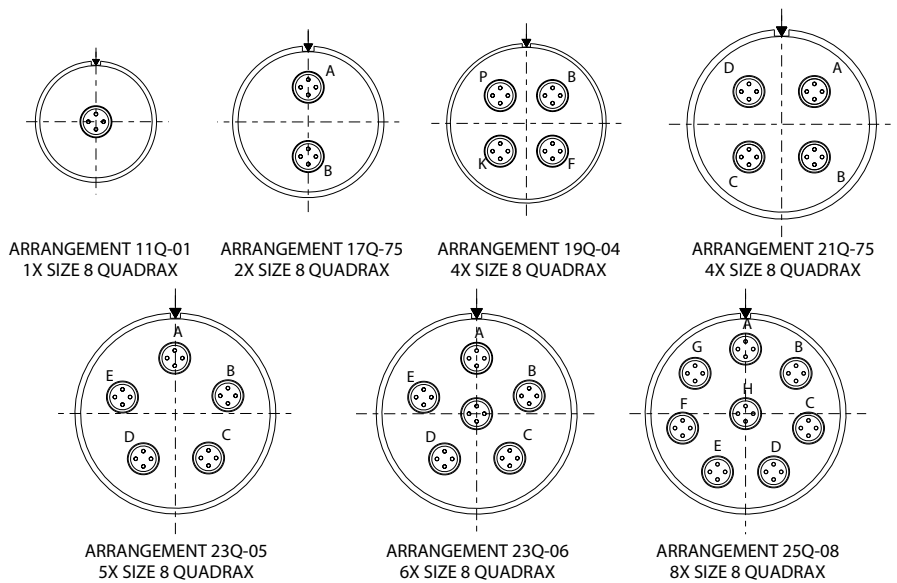 A
B
P
B
K
F
D
A
C
B
ARRANGEMENT 11Q-01
1X SIZE 8 QUADRAX
ARRANGEMENT 17Q-75
2X SIZE 8 QUADRAX
ARRANGEMENT 19Q-04
4X SIZE 8 QUADRAX
ARRANGEMENT 21Q-75
4X SIZE 8 QUADRAX
A
E
B
D
C
A
E
B
D
C
A
G
B
H
F
C
E
D
ARRANGEMENT 23Q-05
5X SIZE 8 QUADRAX
ARRANGEMENT 23Q-06
6X SIZE 8 QUADRAX
ARRANGEMENT 25Q-08
8X SIZE 8 QUADRAX